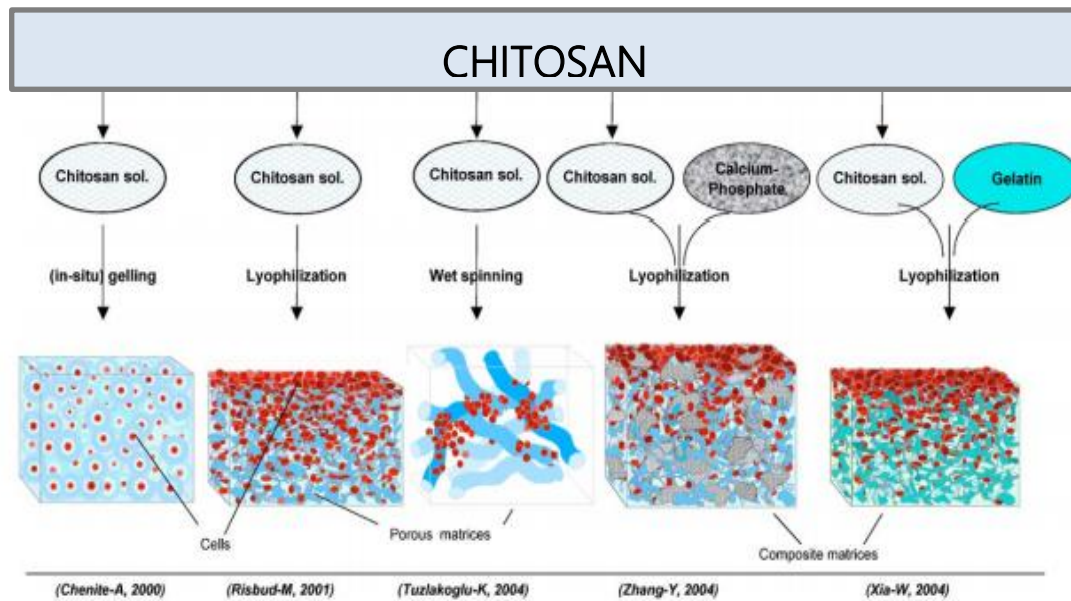 CHITOSAN
Chitosan sol.
Chitosan sol.
Chitosan sol.
Chitosan sol.
Calcium-
Phosphate
Chitosan sol.
Gelatin
(in-situ) gelling
Lyophilization
Wet spinning
Lyophilization
Lyophilization
Cells
Porous matrices
Composite matrices
(Chenite-A, 2000)
(Risbud-M, 2001)
(Tuzlakoglu-K, 2004)
(Zhang-Y, 2004)
(Xia-W, 2004)